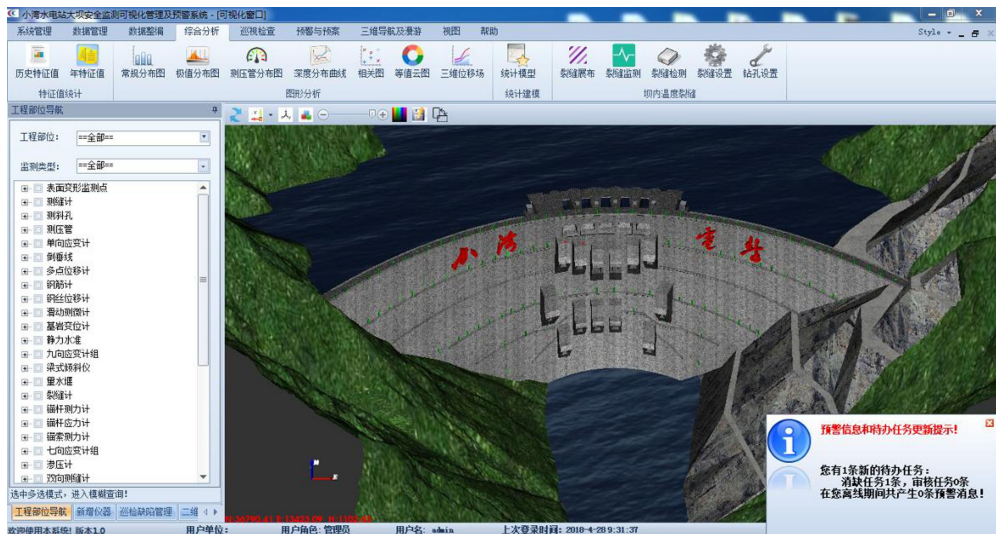 小湾水电站大坝安全监测可视化管理及预警系统 - [可视化窗口]
系统管理 数据管理 数据整编 综合分析 巡视检查 预警与预案 三维导航及漫游 视图 帮助 Style
历史特征值 年特征值 常规分布图 极值分布图 测压管分布图 深度分布曲线 相关图 等值云图 三维位移场 统计模型 裂缝展布 裂缝监测 裂缝检测 裂缝设置 钻孔设置
特征值统计 图形分析 统计建模 坝内温度裂缝
工程部位导航
工程部位: ==全部==
监测类型: ==全部==
表面变形监测点
测缝计
测斜孔
测压管
单向应变计
倒垂线
多点位移计
钢筋计
钢丝位移计
滑动测微计
基岩变位计
静力水准
九向应变计组
梁式倾斜仪
量水堰
裂缝计
锚杆测力计
锚杆应力计
锚索测力计
七向应变计组
渗压计
双向测缝计
小湾电站
预警信息和待办任务更新提示!
您有1条新的待办任务:
消缺任务1条, 审核任务0条
在您离线期间共产生0条预警消息!
选中多选模式, 进入模糊查询!
工程部位导航 新增仪器 巡检缺陷管理 二维
欢迎使用本系统! 版本1.0 用户单位: 用户角色: 管理员 用户名: admin 上次登录时间: 2018-4-28 9:31:37